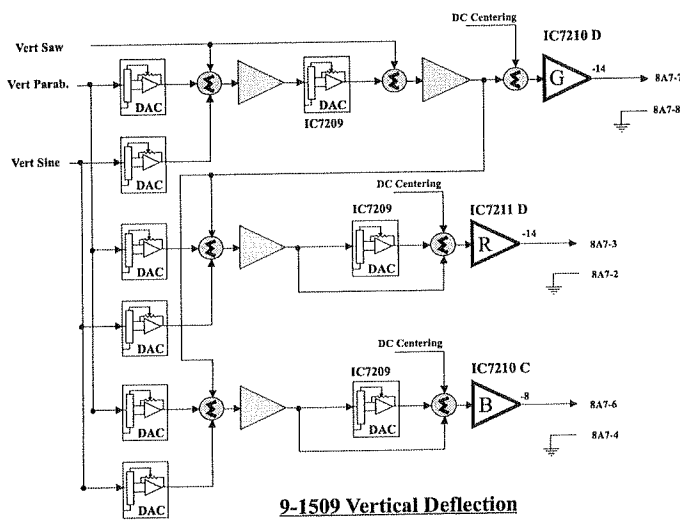 DC Centering
IC7210 D
Vert Saw
Σ
Σ
Σ
G
-14
8A7-7
Vert Parab.
DAC
DAC
IC7209
8A7-8
Vert Sine
DAC
DC Centering
IC7209
IC7211 D
Σ
Σ
R
-14
8A7-3
DAC
DAC
8A7-2
DAC
DC Centering
IC7209
IC7210 C
Σ
Σ
B
-8
8A7-6
DAC
DAC
8A7-4
DAC
9-1509 Vertical Deflection